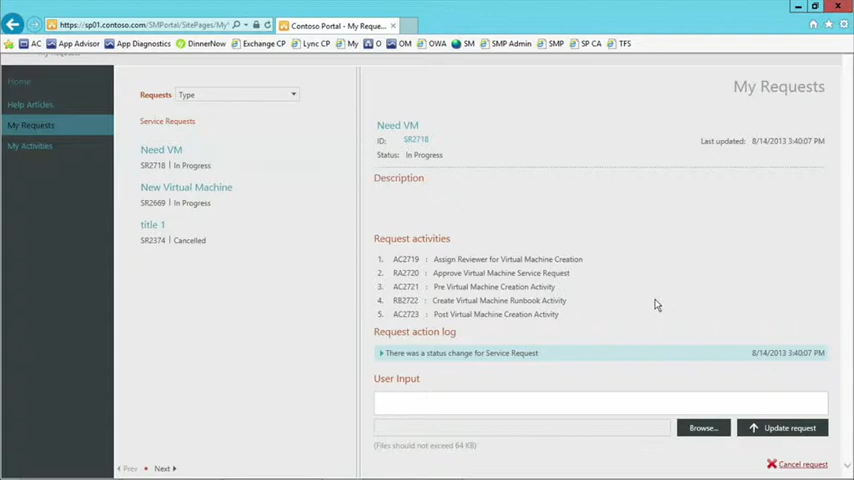 https://sp01.contoso.com/SMPortal/SitePages/My
Contoso Portal - My Reque...
AC App Advisor App Diagnostics DinnerNow Exchange CP Lync CP My O OM OWA SM SMP Admin SMP SP CA TFS
My Requests
Home
Help Articles
My Requests
My Activities
Requests Type
Service Requests
Need VM
SR2718 | In Progress
New Virtual Machine
SR2669 | In Progress
title 1
SR2374 | Cancelled
Prev Next
My Requests
Need VM
ID: SR2718
Last updated: 8/14/2013 3:40:07 PM
Status: In Progress
Description
Request activities
1. AC2719 : Assign Reviewer for Virtual Machine Creation
2. RA2720 : Approve Virtual Machine Service Request
3. AC2721 : Pre Virtual Machine Creation Activity
4. RB2722 : Create Virtual Machine Runbook Activity
5. AC2723 : Post Virtual Machine Creation Activity
Request action log
There was a status change for Service Request 8/14/2013 3:40:07 PM
User Input
Browse... Update request
(Files should not exceed 64 KB)
Cancel request